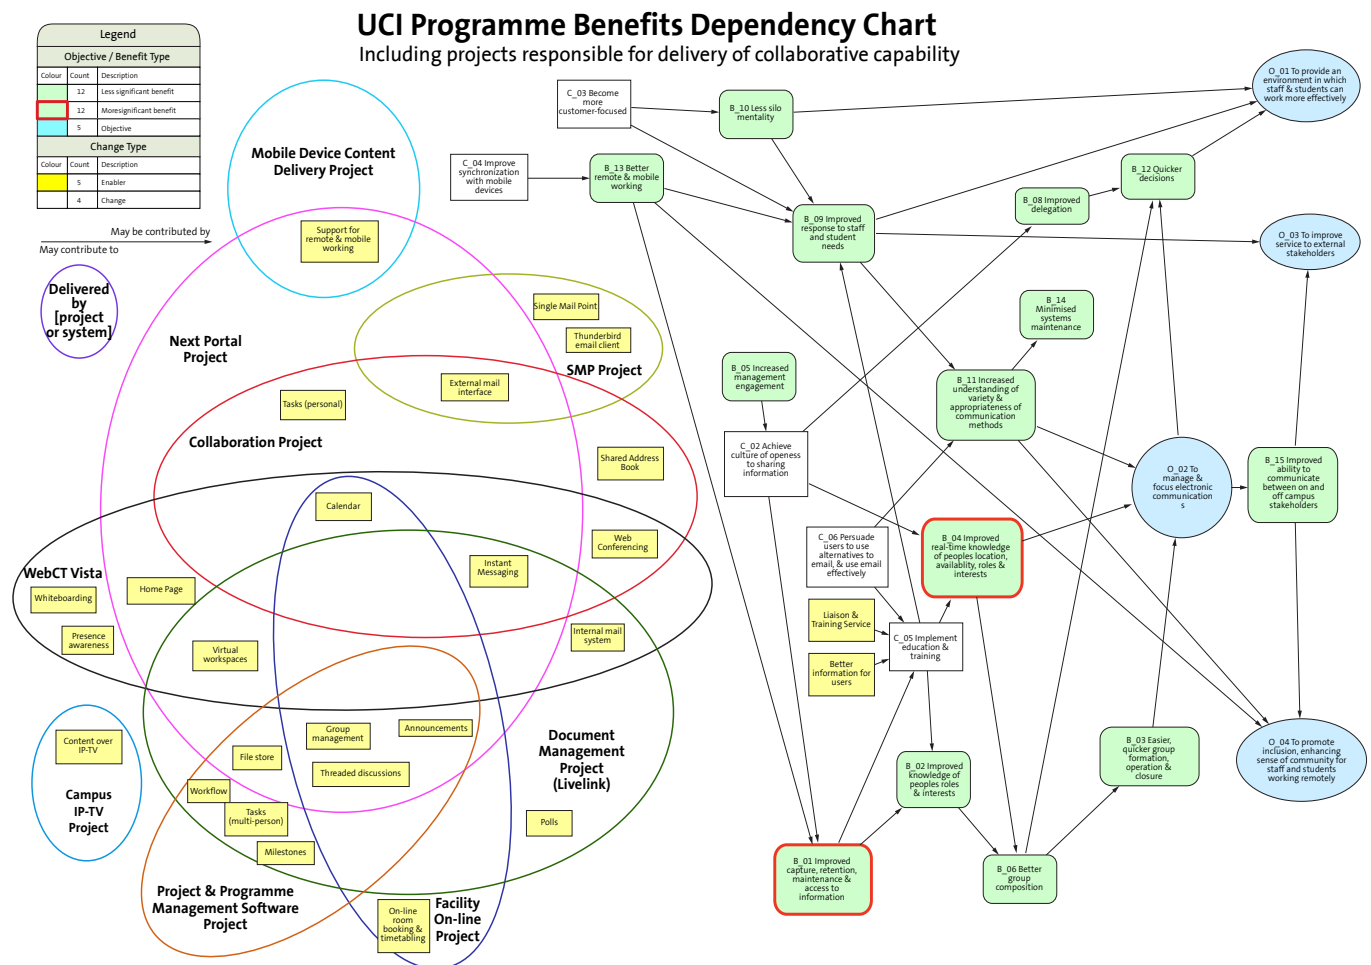 UCI Programme Benefits Dependency Chart
Including projects responsible for delivery of collaborative capability
Legend
Objective / Benefit Type
Colour Count Description
12 Less significant benefit
12 Moresignificant benefit
5 Objective
Change Type
Colour Count Description
5 Enabler
4 Change
May be contributed by
May contribute to
Delivered
by
[project
or system]
Mobile Device Content
Delivery Project
Support for
remote & mobile
working
Next Portal
Project
Single Mail Point
Thunderbird
email client
SMP Project
External mail
interface
Tasks (personal)
Collaboration Project
Shared Address
Book
Calendar
Web
Conferencing
Instant
Messaging
WebCT Vista
Whiteboarding
Home Page
Presence
awareness
Virtual
workspaces
Internal mail
system
Group
management
Announcements
File store
Threaded discussions
Workflow
Tasks
(multi-person)
Milestones
Document
Management
Project
(Livelink)
Polls
Content over
IP-TV
Campus
IP-TV
Project
Project & Programme
Management Software
Project
On-line
room
booking &
timetabling
Facility
On-line
Project
C_03 Become
more
customer-focused
B_10 Less silo
mentality
O_01 To provide an
environment in which
staff & students can
work more effectively
C_04 Improve
synchronization
with mobile
devices
B_13 Better
remote & mobile
working
B_12 Quicker
decisions
B_08 Improved
delegation
B_09 Improved
response to staff
and student
needs
O_03 To improve
service to external
stakeholders
B_14
Minimised
systems
maintenance
B_05 Increased
management
engagement
B_11 Increased
understanding of
variety &
appropriateness of
communication
methods
C_02 Achieve
culture of openess
to sharing
information
O_02 To
manage &
focus electronic
communication
s
B_15 Improved
ability to
communicate
between on and
off campus
stakeholders
C_06 Persuade
users to use
alternatives to
email, & use email
effectively
B_04 Improved
real-time knowledge
of peoples location,
availablity, roles &
interests
Liaison &
Training Service
C_05 Implement
education &
training
Better
information for
users
B_03 Easier,
quicker group
formation,
operation &
closure
O_04 To promote
inclusion, enhancing
sense of community for
staff and students
working remotely
B_02 Improved
knowledge of
peoples roles
& interests
B_01 Improved
capture, retention,
maintenance &
access to
information
B_06 Better
group
composition